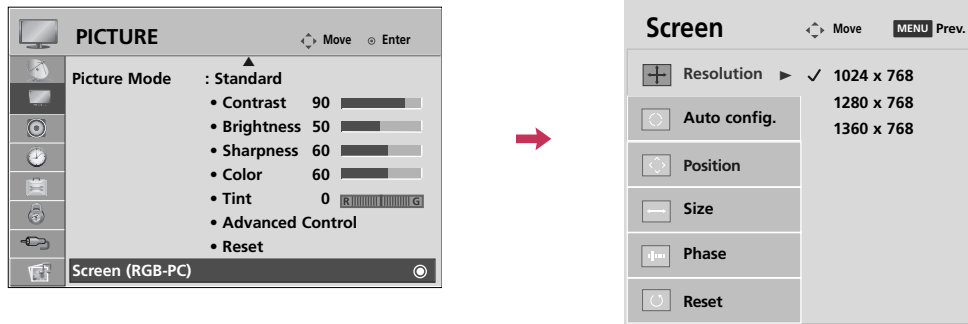 PICTURE
Move
Enter
Picture Mode : Standard
• Contrast 90
• Brightness 50
• Sharpness 60
• Color 60
• Tint 0 R G
• Advanced Control
• Reset
Screen (RGB-PC)
Screen
Move
MENU Prev.
Resolution ► ✓ 1024 x 768
1280 x 768
1360 x 768
Auto config.
Position
Size
Phase
Reset